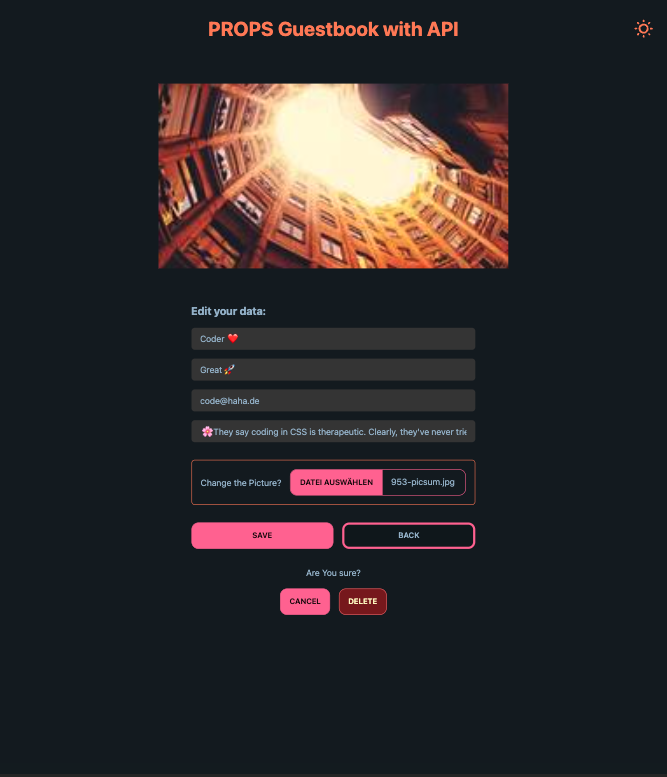 PROPS Guestbook with API
Edit your data:
Coder ❤️
Great 🚀
code@haha.de
🌸They say coding in CSS is therapeutic. Clearly, they've never
Change the Picture? DATEI AUSWÄHLEN 953-picsum.jpg
SAVE BACK
Are You sure?
CANCEL DELETE